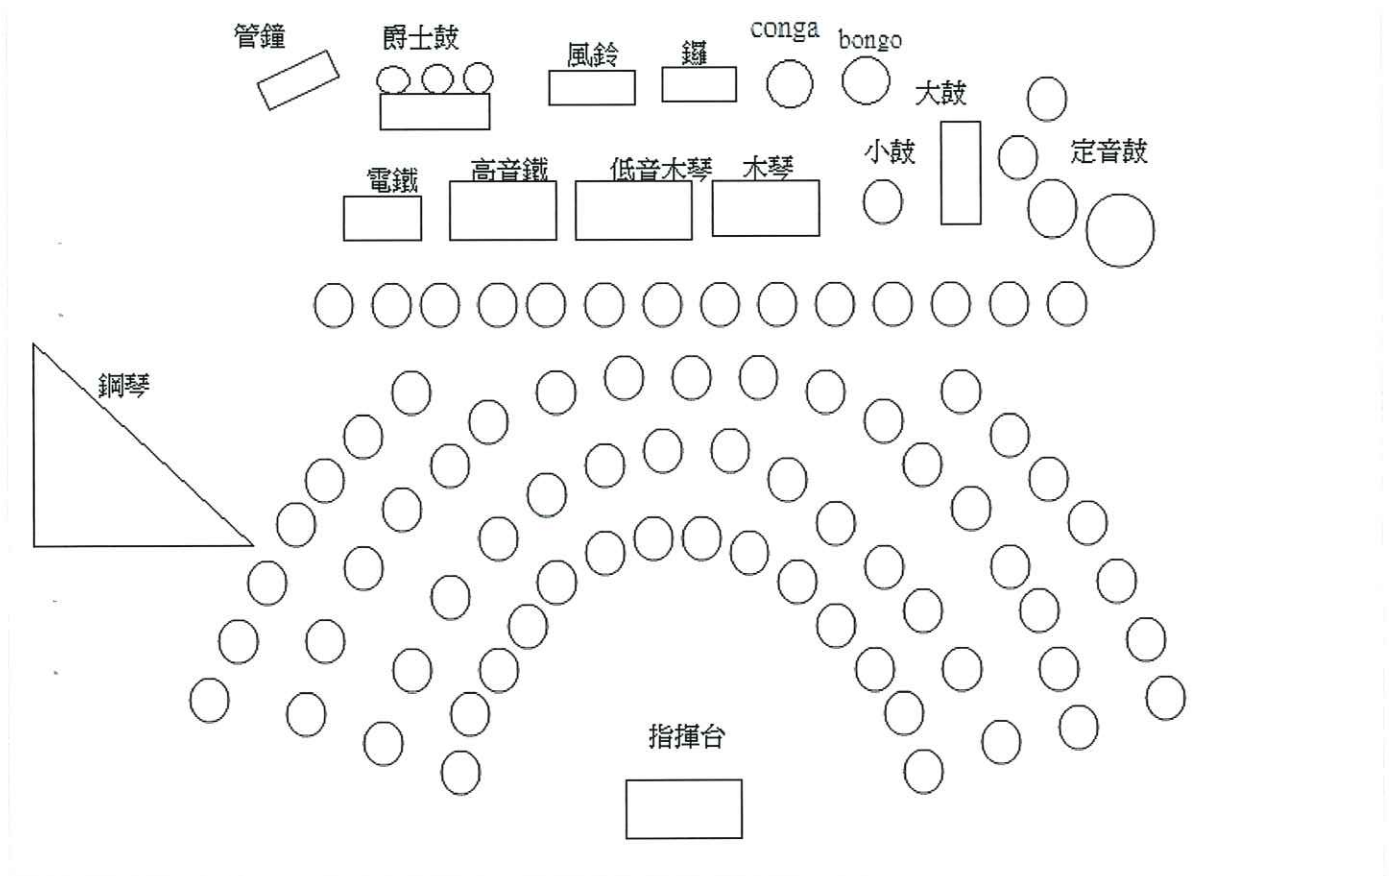 管鐘
爵士鼓
風鈴
鑼
conga
bongo
大鼓
小鼓
定音鼓
電鐵
高音鐵
低音木琴
木琴
鋼琴
指揮台